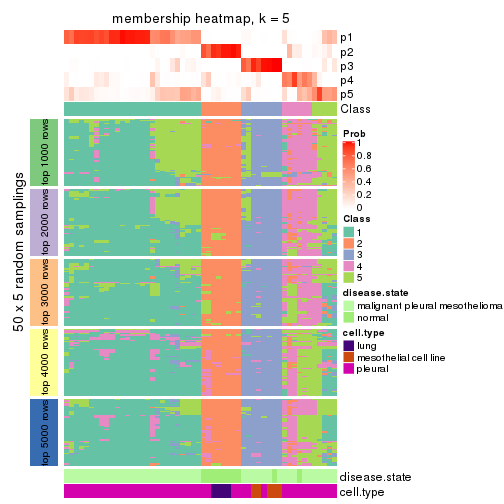 membership heatmap, k = 5
p1
p2
p3
p4
p5
Class
50 x 5 random samplings
top 1000 rows
top 2000 rows
top 3000 rows
top 4000 rows
top 5000 rows
Prob
1
0.8
0.6
0.4
0.2
0
Class
1
2
3
4
5
disease.state
malignant pleural mesothelioma
normal
cell.type
lung
mesothelial cell line
pleural
disease.state
cell.type